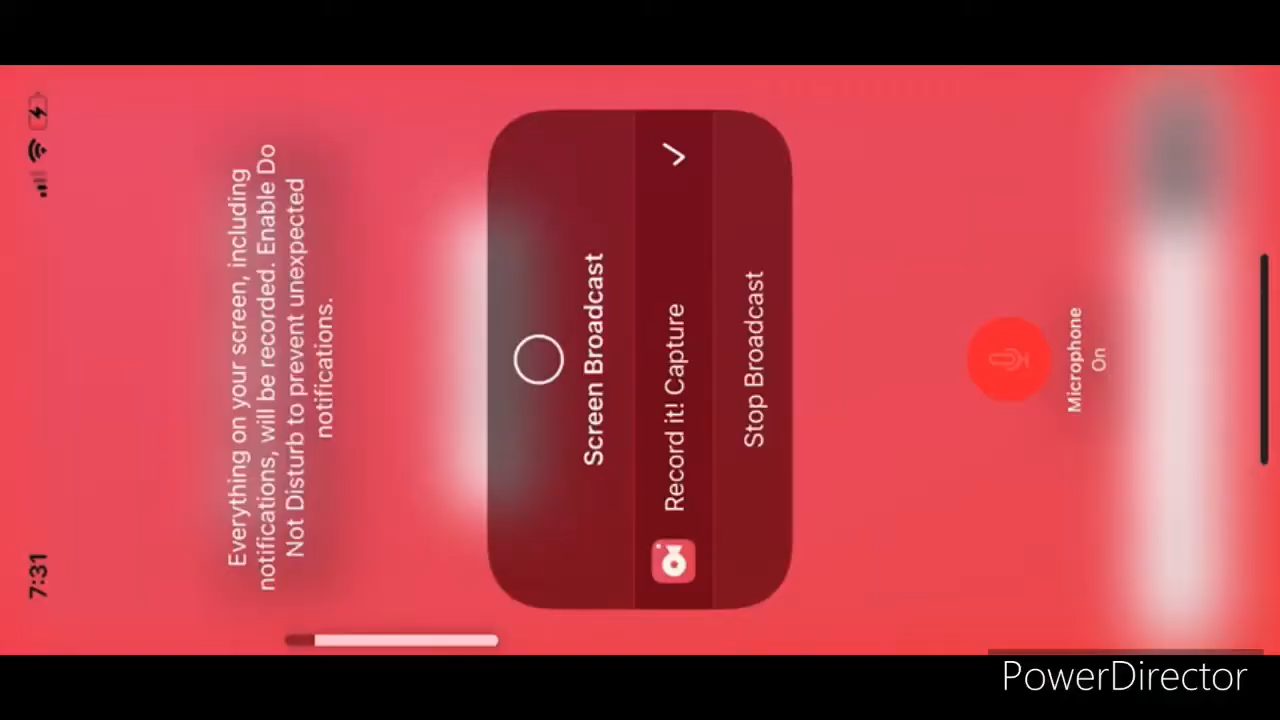 7:31
Everything on your screen, including
notifications, will be recorded. Enable Do
Not Disturb to prevent unexpected
notifications.
Screen Broadcast
Record it! Capture
Stop Broadcast
Microphone
On
PowerDirector